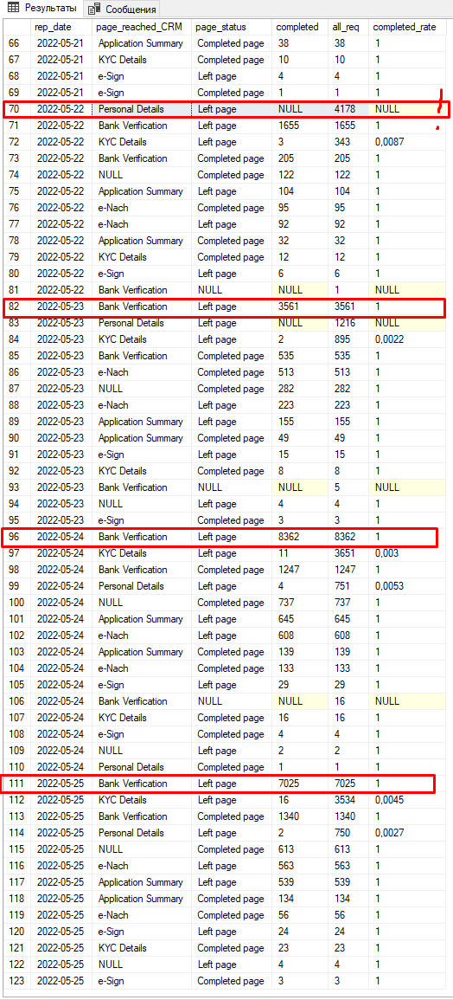 Результаты Сообщения
rep_date page_reached_CRM page_status completed all_req completed_rate
66 2022-05-21 Application Summary Completed page 38 38 1
67 2022-05-21 KYC Details Completed page 10 10 1
68 2022-05-21 e-Sign Left page 4 4 1
69 2022-05-21 e-Sign Completed page 1 1 1
70 2022-05-22 Personal Details Left page NULL 4178 NULL
71 2022-05-22 Bank Verification Left page 1655 1655 1
72 2022-05-22 KYC Details Left page 3 343 0,0087
73 2022-05-22 Bank Verification Completed page 205 205 1
74 2022-05-22 NULL Completed page 122 122 1
75 2022-05-22 Application Summary Left page 104 104 1
76 2022-05-22 e-Nach Completed page 95 95 1
77 2022-05-22 e-Nach Left page 92 92 1
78 2022-05-22 Application Summary Completed page 32 32 1
79 2022-05-22 KYC Details Completed page 12 12 1
80 2022-05-22 e-Sign Left page 6 6 1
81 2022-05-22 Bank Verification NULL NULL 1 NULL
82 2022-05-23 Bank Verification Left page 3561 3561 1
83 2022-05-23 Personal Details Left page NULL 1216 NULL
84 2022-05-23 KYC Details Left page 2 895 0,0022
85 2022-05-23 Bank Verification Completed page 535 535 1
86 2022-05-23 e-Nach Completed page 513 513 1
87 2022-05-23 NULL Completed page 282 282 1
88 2022-05-23 e-Nach Left page 223 223 1
89 2022-05-23 Application Summary Left page 155 155 1
90 2022-05-23 Application Summary Completed page 49 49 1
91 2022-05-23 e-Sign Left page 15 15 1
92 2022-05-23 KYC Details Completed page 8 8 1
93 2022-05-23 Bank Verification NULL NULL 5 NULL
94 2022-05-23 NULL Left page 4 4 1
95 2022-05-23 e-Sign Completed page 3 3 1
96 2022-05-24 Bank Verification Left page 8362 8362 1
97 2022-05-24 KYC Details Left page 11 3651 0,003
98 2022-05-24 Bank Verification Completed page 1247 1247 1
99 2022-05-24 Personal Details Left page 4 751 0,0053
100 2022-05-24 NULL Completed page 737 737 1
101 2022-05-24 Application Summary Left page 645 645 1
102 2022-05-24 e-Nach Left page 608 608 1
103 2022-05-24 Application Summary Completed page 139 139 1
104 2022-05-24 e-Nach Completed page 133 133 1
105 2022-05-24 e-Sign Left page 29 29 1
106 2022-05-24 Bank Verification NULL NULL 16 NULL
107 2022-05-24 KYC Details Completed page 16 16 1
108 2022-05-24 e-Sign Completed page 4 4 1
109 2022-05-24 NULL Left page 2 2 1
110 2022-05-24 Personal Details Completed page 1 1 1
111 2022-05-25 Bank Verification Left page 7025 7025 1
112 2022-05-25 KYC Details Left page 16 3534 0,0045
113 2022-05-25 Bank Verification Completed page 1340 1340 1
114 2022-05-25 Personal Details Left page 2 750 0,0027
115 2022-05-25 NULL Completed page 613 613 1
116 2022-05-25 e-Nach Left page 563 563 1
117 2022-05-25 Application Summary Left page 539 539 1
118 2022-05-25 Application Summary Completed page 134 134 1
119 2022-05-25 e-Nach Completed page 56 56 1
120 2022-05-25 e-Sign Left page 24 24 1
121 2022-05-25 KYC Details Completed page 23 23 1
122 2022-05-25 NULL Left page 4 4 1
123 2022-05-25 e-Sign Completed page 3 3 1